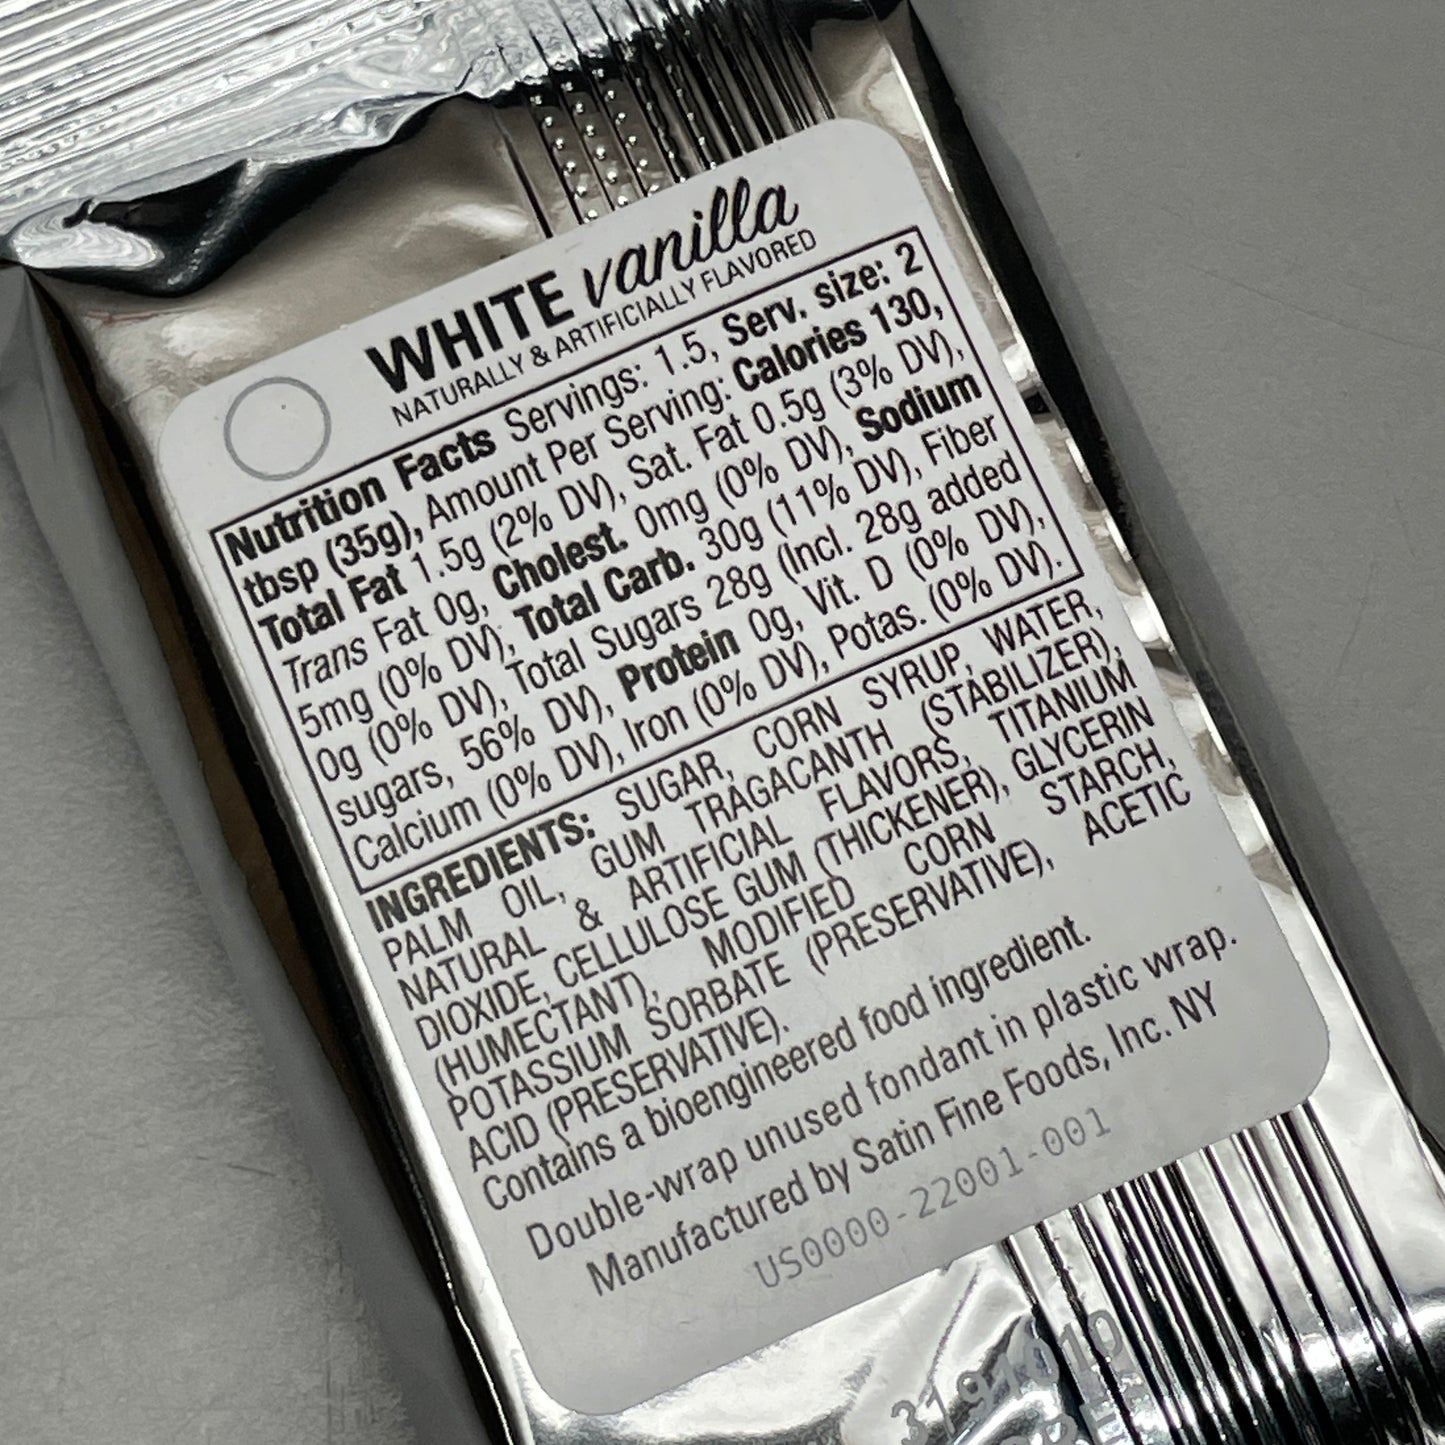 WHITE vanilla
NATURALLY & ARTIFICIALLY FLAVORED
Nutrition Facts Servings: 1.5, Serv. size: 2
tbsp (35g), Amount Per Serving: Calories 130,
Total Fat 1.5g (2% DV), Sat. Fat 0.5g (3% DV),
Trans Fat 0g, Cholest. 0mg (0% DV), Sodium
5mg (0% DV), Total Carb. 30g (11% DV), Fiber
0g (0% DV), Total Sugars 28g (Incl. 28g added
sugars, 56% DV), Protein 0g, Vit. D (0% DV),
Calcium (0% DV), Iron (0% DV), Potas. (0% DV).
INGREDIENTS: SUGAR, CORN SYRUP, WATER,
PALM OIL, GUM TRAGACANTH (STABILIZER),
NATURAL & ARTIFICIAL FLAVORS, TITANIUM
DIOXIDE, CELLULOSE GUM (THICKENER), GLYCERIN
(HUMECTANT), MODIFIED CORN STARCH,
POTASSIUM SORBATE (PRESERVATIVE), ACETIC
ACID (PRESERVATIVE).
Contains a bioengineered food ingredient.
Double-wrap unused fondant in plastic wrap.
Manufactured by Satin Fine Foods, Inc. NY
US0000-22001-001
3191010